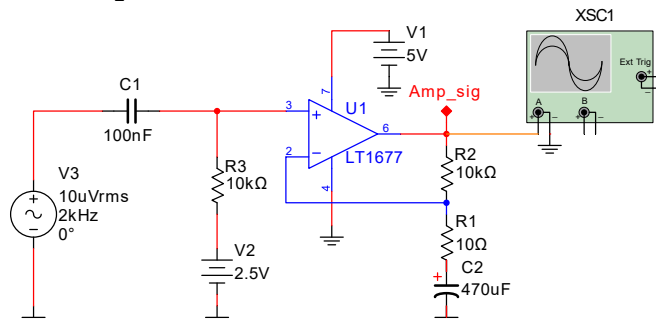 XSC1
Ext Trig
+
−
A
B
+ −
+ −
V1
5V
Amp_sig
C1
100nF
7
3
U1
+
6
2
−
LT1677
4
R2
10kΩ
R3
10kΩ
V3
10uVrms
2kHz
0°
+
−
R1
10Ω
V2
2.5V
C2
+
470uF